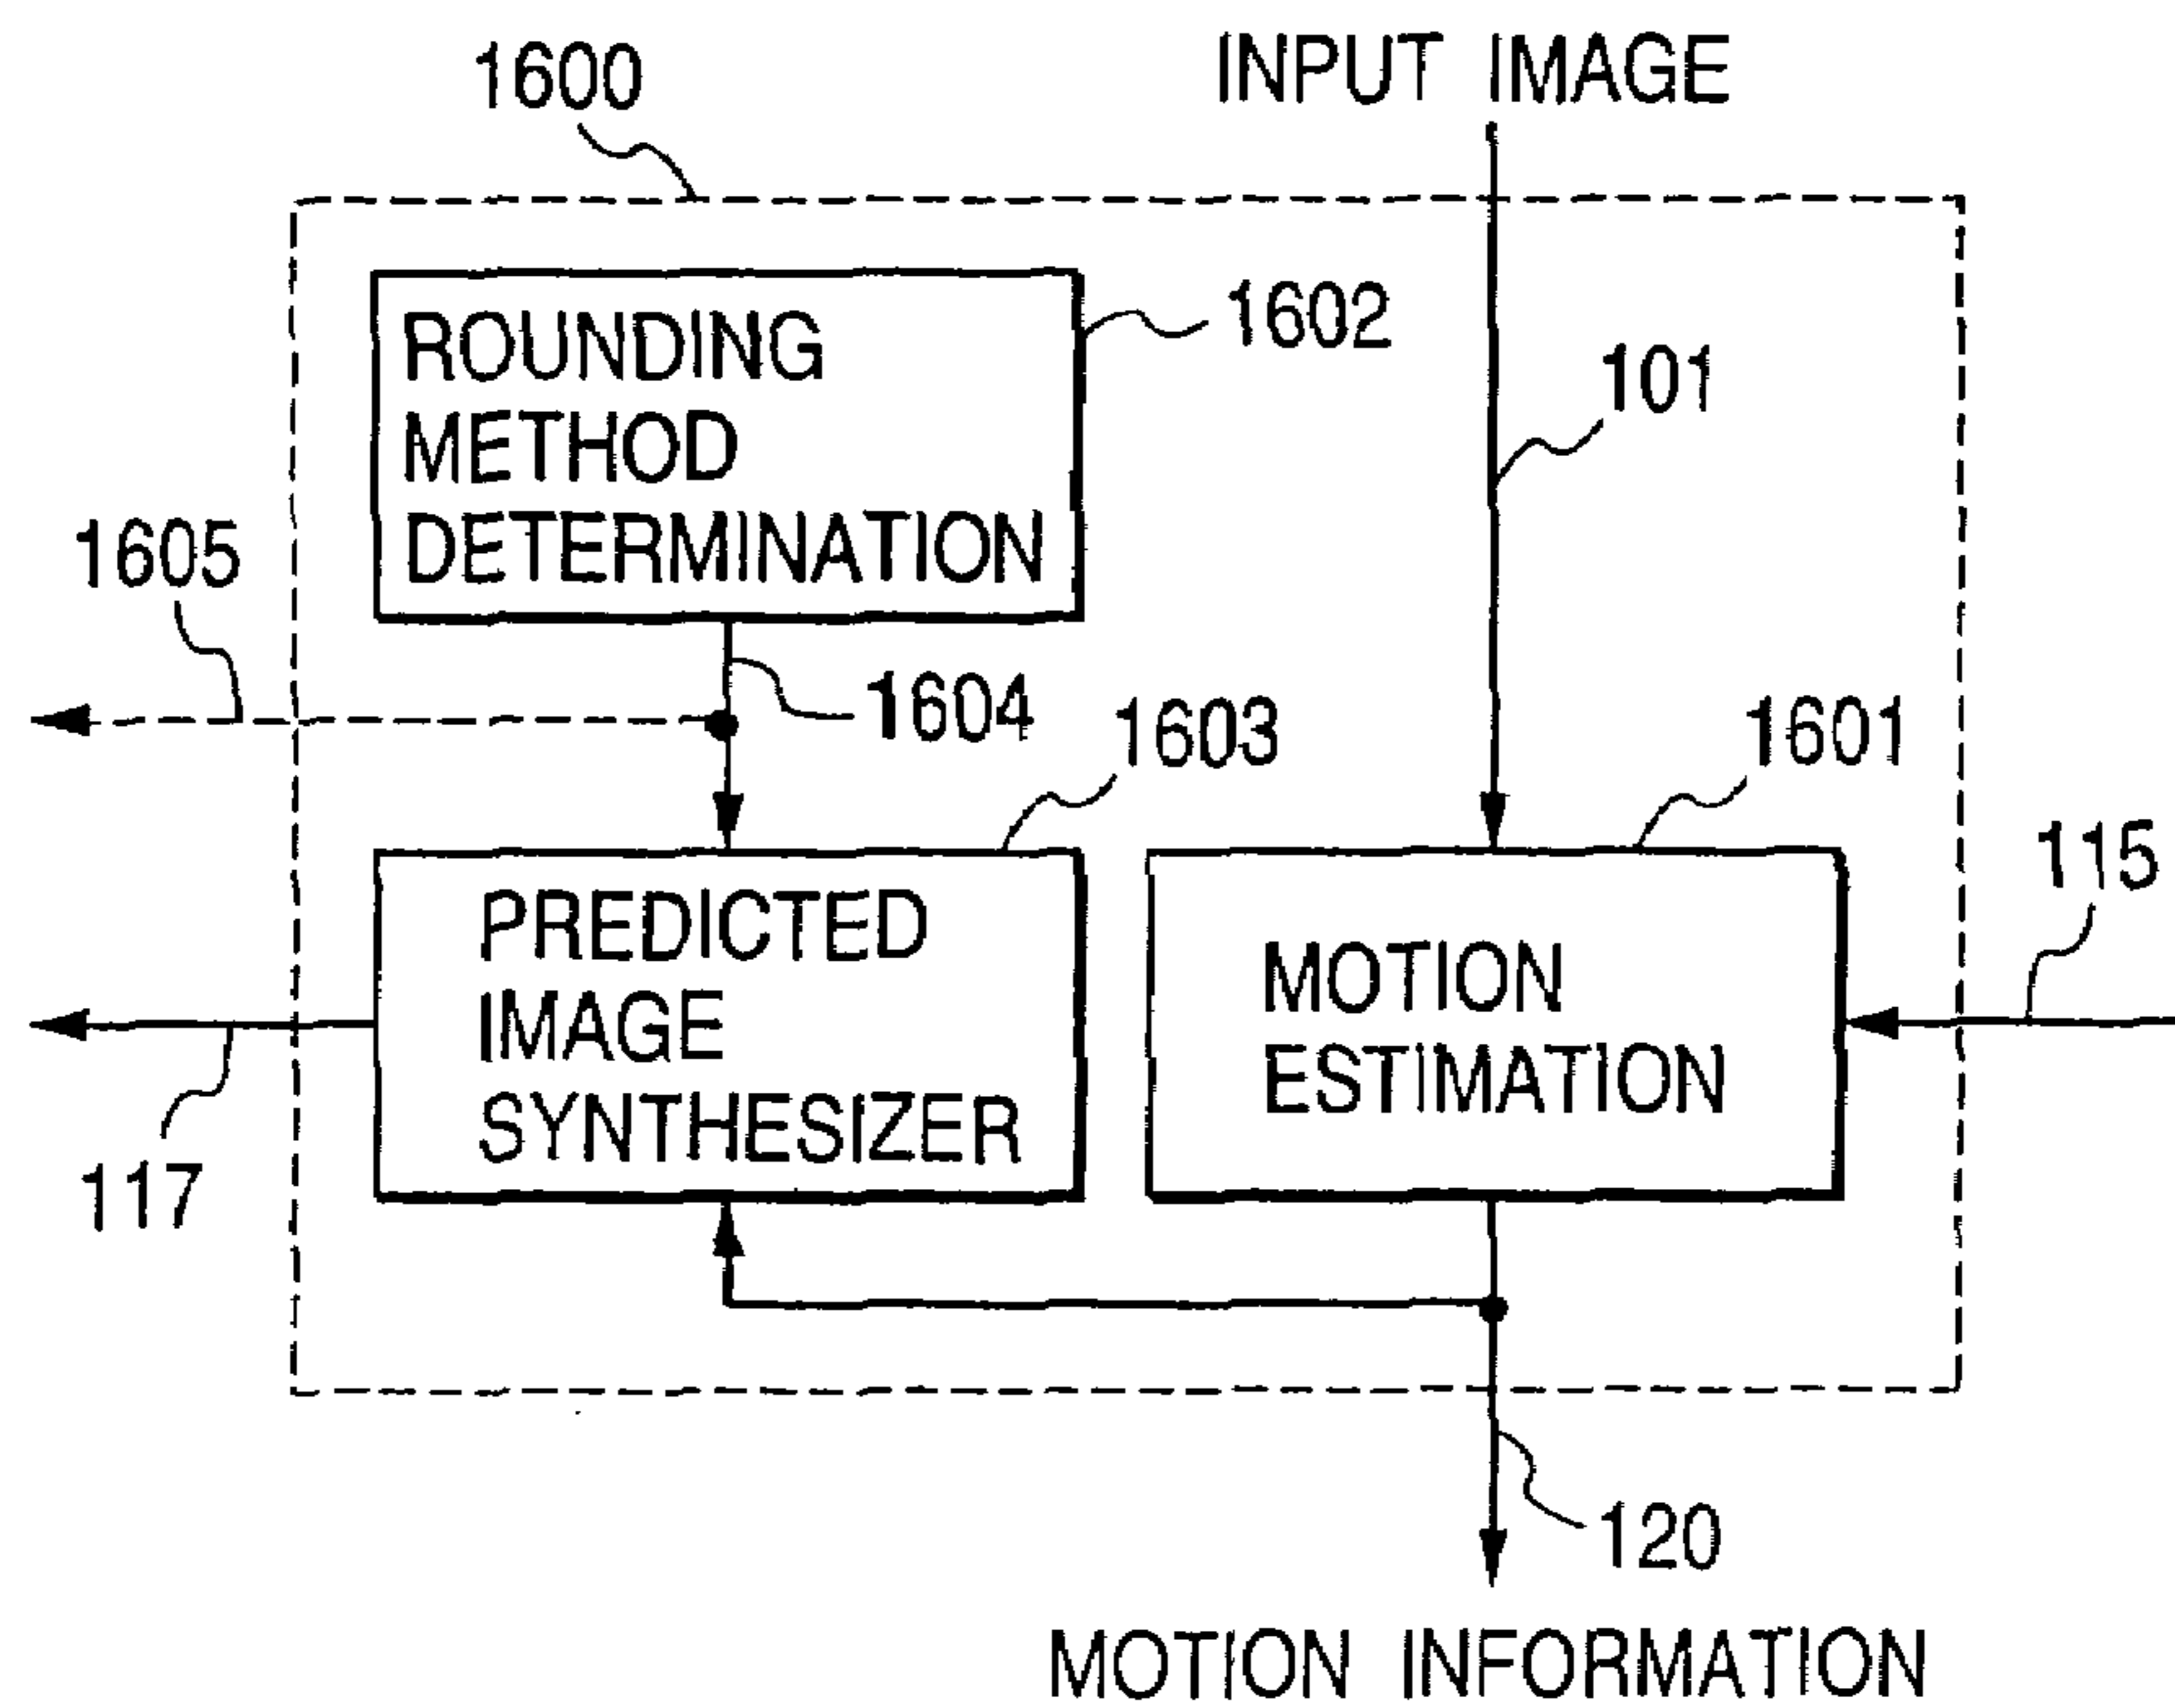 1600
INPUT IMAGE
1602
ROUNDING
METHOD
DETERMINATION
101
1605
1604
1603
1601
115
PREDICTED
IMAGE
SYNTHESIZER
MOTION
ESTIMATION
117
120
MOTION INFORMATION